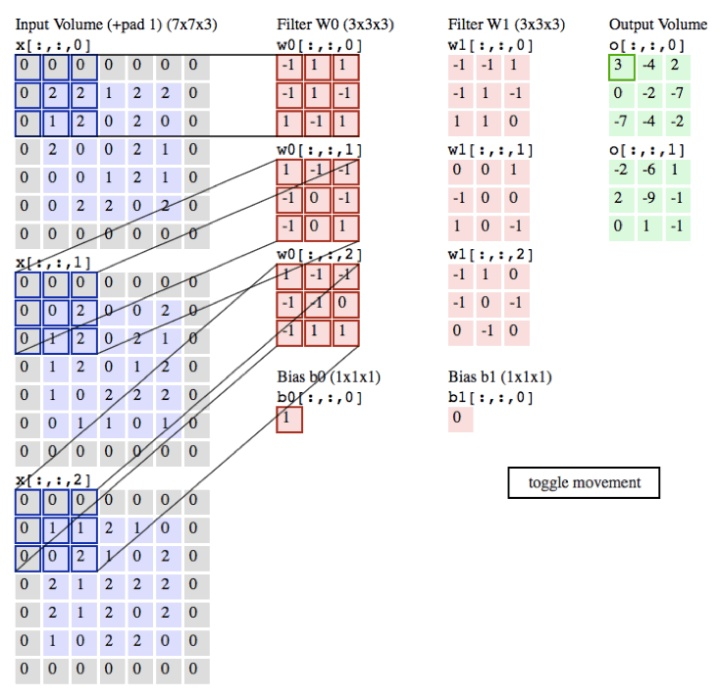 Input Volume (+pad 1) (7x7x3)
x[:,:,0]
0 0 0 0 0 0 0
0 2 2 1 2 2 0
0 1 2 0 2 0 0
0 2 0 0 2 1 0
0 0 0 1 2 1 0
0 0 2 2 0 2 0
0 0 0 0 0 0 0
x[:,:,1]
0 0 0 0 0 0 0
0 0 2 0 0 2 0
0 1 2 0 2 1 0
0 1 2 0 1 2 0
0 1 0 2 2 2 0
0 0 1 1 0 1 0
0 0 0 0 0 0 0
x[:,:,2]
0 0 0 0 0 0 0
0 1 1 2 1 0 0
0 0 2 1 0 2 0
0 2 1 2 2 2 0
0 2 1 2 0 2 0
0 1 0 2 2 0 0
0 0 0 0 0 0 0
Filter W0 (3x3x3)
w0[:,:,0]
-1 1 1
-1 1 -1
1 -1 1
w0[:,:,1]
1 -1 -1
-1 0 -1
-1 0 1
w0[:,:,2]
1 -1 -1
-1 -1 0
-1 1 1
Bias b0 (1x1x1)
b0[:,:,0]
1
Filter W1 (3x3x3)
w1[:,:,0]
-1 -1 1
-1 1 -1
1 1 0
w1[:,:,1]
0 0 1
-1 0 0
1 0 -1
w1[:,:,2]
-1 1 0
-1 0 -1
0 -1 0
Bias b1 (1x1x1)
b1[:,:,0]
0
Output Volume
o[:,:,0]
3 -4 2
0 -2 -7
-7 -4 -2
o[:,:,1]
-2 -6 1
2 -9 -1
0 1 -1
toggle movement